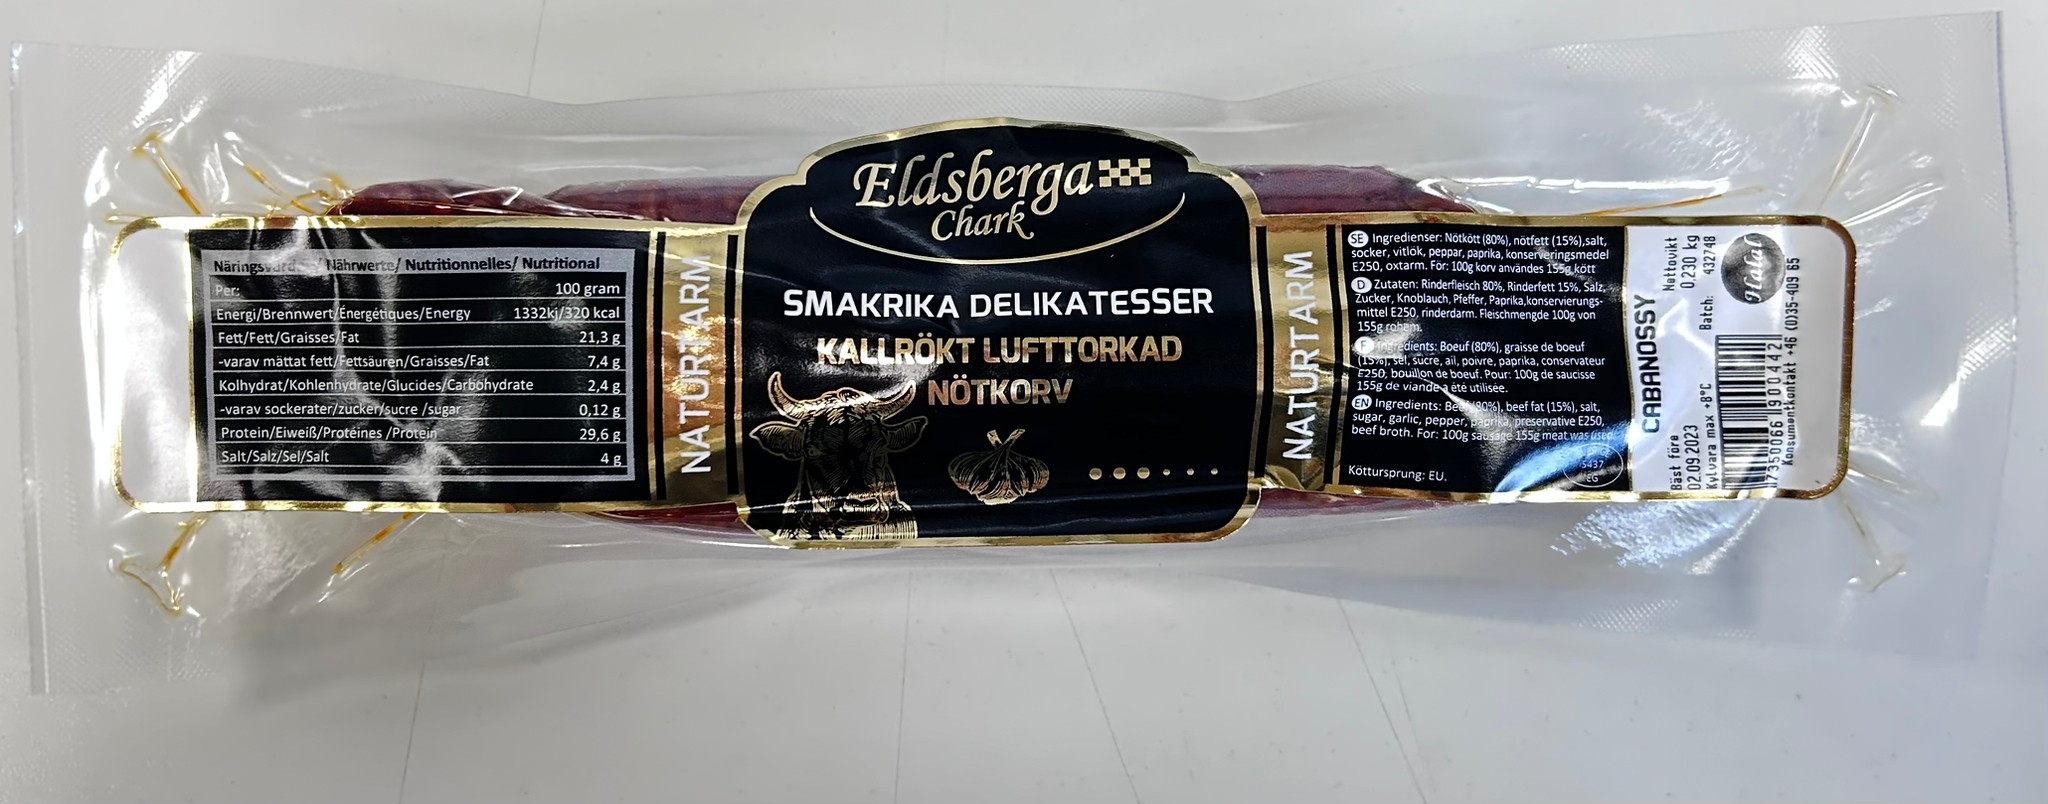 Näringsvärde/ Nährwerte/ Nutritionnelles/ Nutritional
Per: 100 gram
Energi/Brennwert/Énergétiques/Energy 1332kj/320 kcal
Fett/Fett/Graisses/Fat 21,3 g
-varav mättat fett/Fettsäuren/Graisses/Fat 7,4 g
Kolhydrat/Kohlenhydrate/Glucides/Carbohydrate 2,4 g
-varav sockerater/zucker/sucre /sugar 0,12 g
Protein/Eiweiß/Protéines /Protein 29,6 g
Salt/Salz/Sel/Salt 4 g
NATURTARM
Eldsberga
Chark
SMAKRIKA DELIKATESSER
KALLRÖKT LUFTTORKAD
NÖTKORV
NATURTARM
SE Ingredienser: Nötkött (80%), nötfett (15%),salt,
socker, vitlök, peppar, paprika, konserveringsmedel
E250, oxtarm. För: 100g korv användes 155g kött
D Zutaten: Rinderfleisch 80%, Rinderfett 15%, Salz,
Zucker, Knoblauch, Pfeffer, Paprika,konservierungs-
mittel E250, rinderdarm. Fleischmengde 100g von
155g rohem.
F Ingrédients: Boeuf (80%), graisse de boeuf
(15%), sel, sucre, ail, poivre, paprika, conservateur
E250, bouillon de boeuf. Pour: 100g de saucisse
155g de viande a été utilisée.
EN Ingredients: Beef (80%), beef fat (15%), salt,
sugar, garlic, pepper, paprika, preservative E250,
beef broth. For: 100g sausage 155g meat was used
Köttursprung: EU.
5437
EG
CABANOSSY
Bäst före
02.09.2023
Kylvara max +8°C
Nettovikt
0,230 kg
Batch: 432748
Halal
7350066 900442
Konsumentkontakt +46 (0)35-409 65